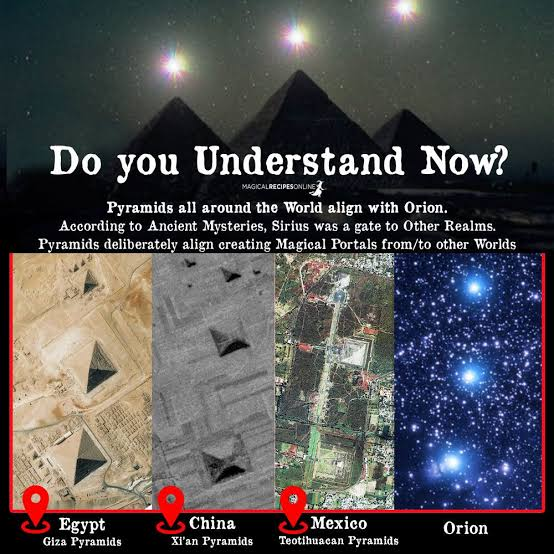 Do you Understand Now?
MAGICALRECIPESONLINE
Pyramids all around the World align with Orion.
According to Ancient Mysteries, Sirius was a gate to Other Realms.
Pyramids deliberately align creating Magical Portals from/to other Worlds
Egypt
Giza Pyramids
China
Xi'an Pyramids
Mexico
Teotihuacan Pyramids
Orion